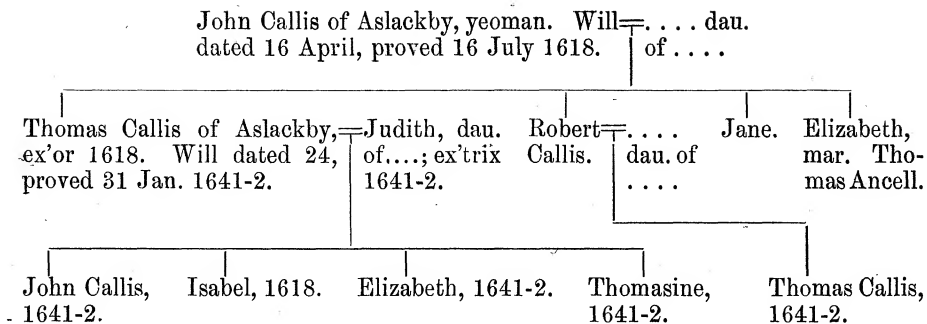 John Callis of Aslackby, yeoman. Will=. . . . dau.
dated 16 April, proved 16 July 1618. of . . . .
Thomas Callis of Aslackby,=Judith, dau.
ex'or 1618. Will dated 24, of....; ex'trix
proved 31 Jan. 1641-2. 1641-2.
Robert=. . . .
Callis. dau. of
. . . .
Jane.
Elizabeth,
mar. Tho-
mas Ancell.
John Callis,
1641-2.
Isabel, 1618.
Elizabeth, 1641-2.
Thomasine,
1641-2.
Thomas Callis,
1641-2.